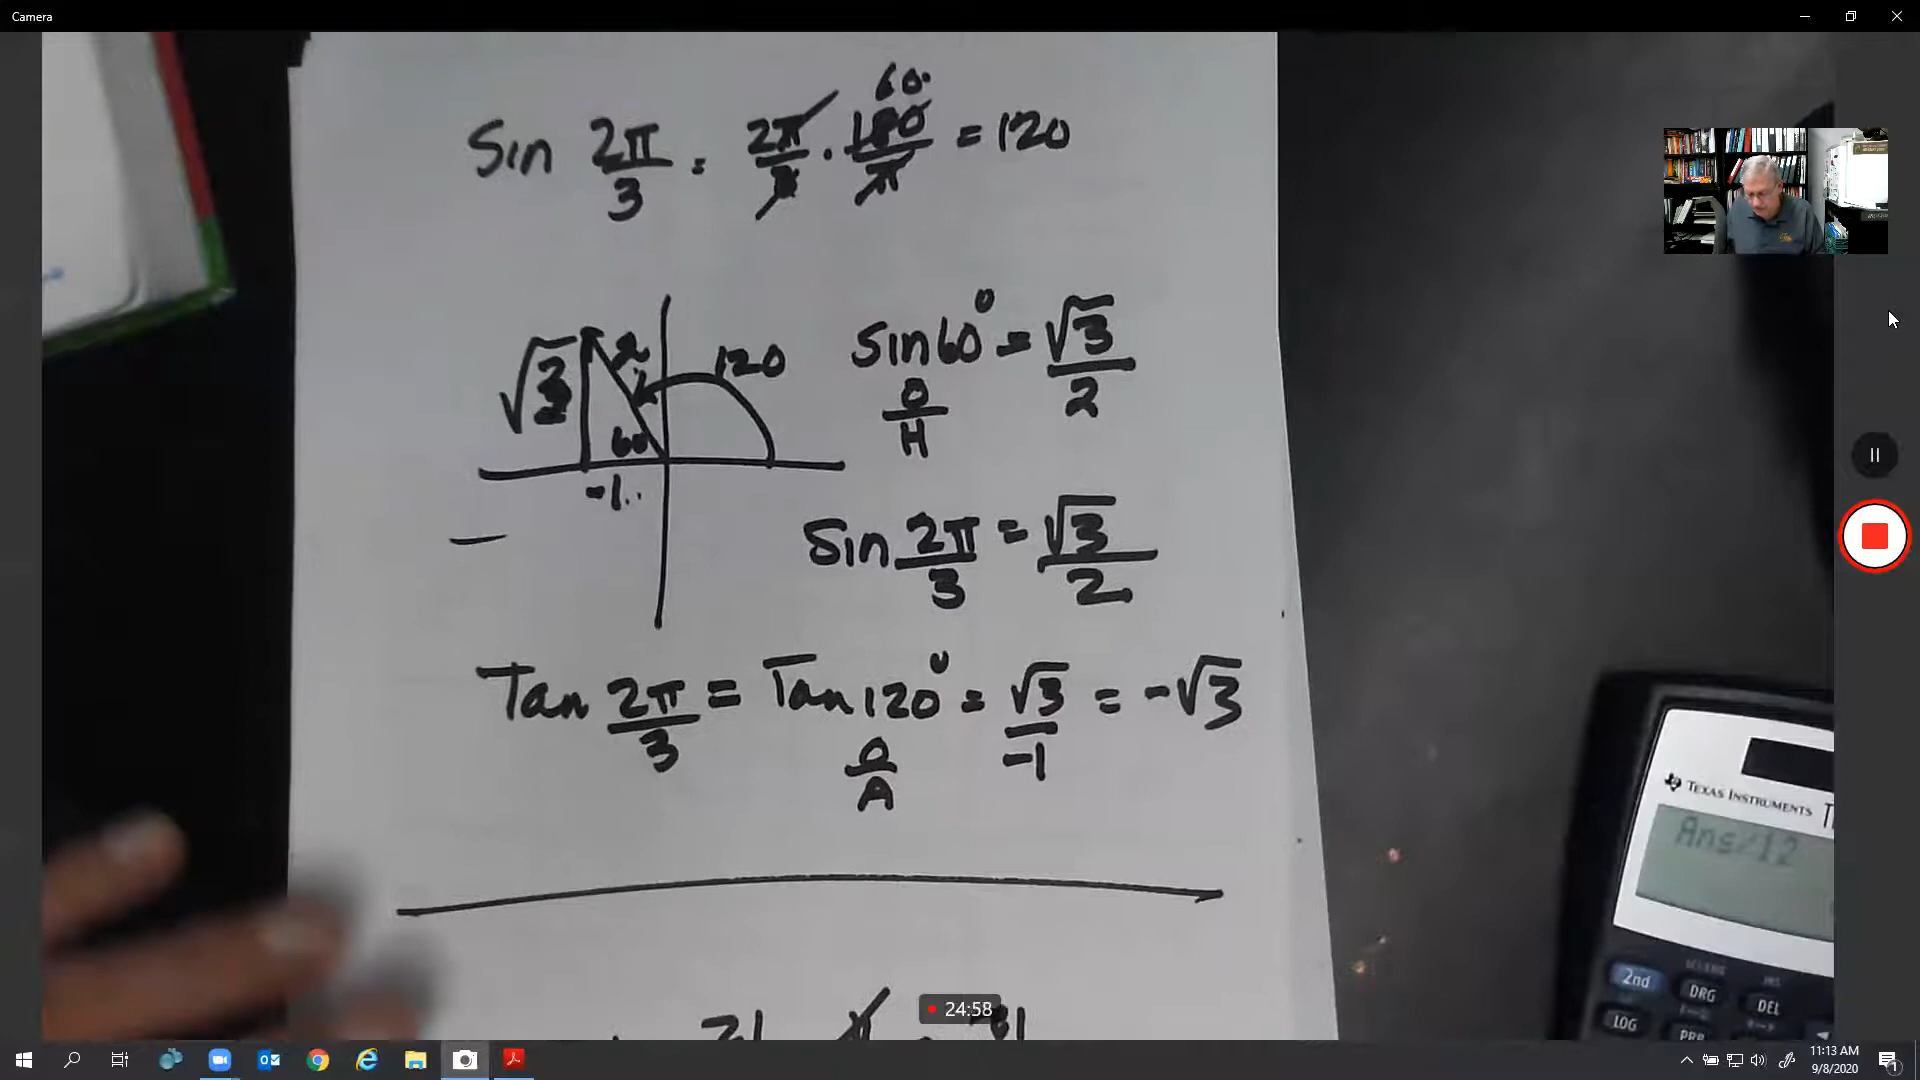 Camera
60°
Sin 2π/3 = 2π/3 · 180/π = 120
√3 2 120
60
-1
sin60° = √3/2
O/H
Sin 2π/3 = √3/2
Tan 2π/3 = Tan 120° = √3/-1 = -√3
O/A
TEXAS INSTRUMENTS
Ans/12
2nd DRG DEL
LOG PRB
24:58
11:13 AM
9/8/2020